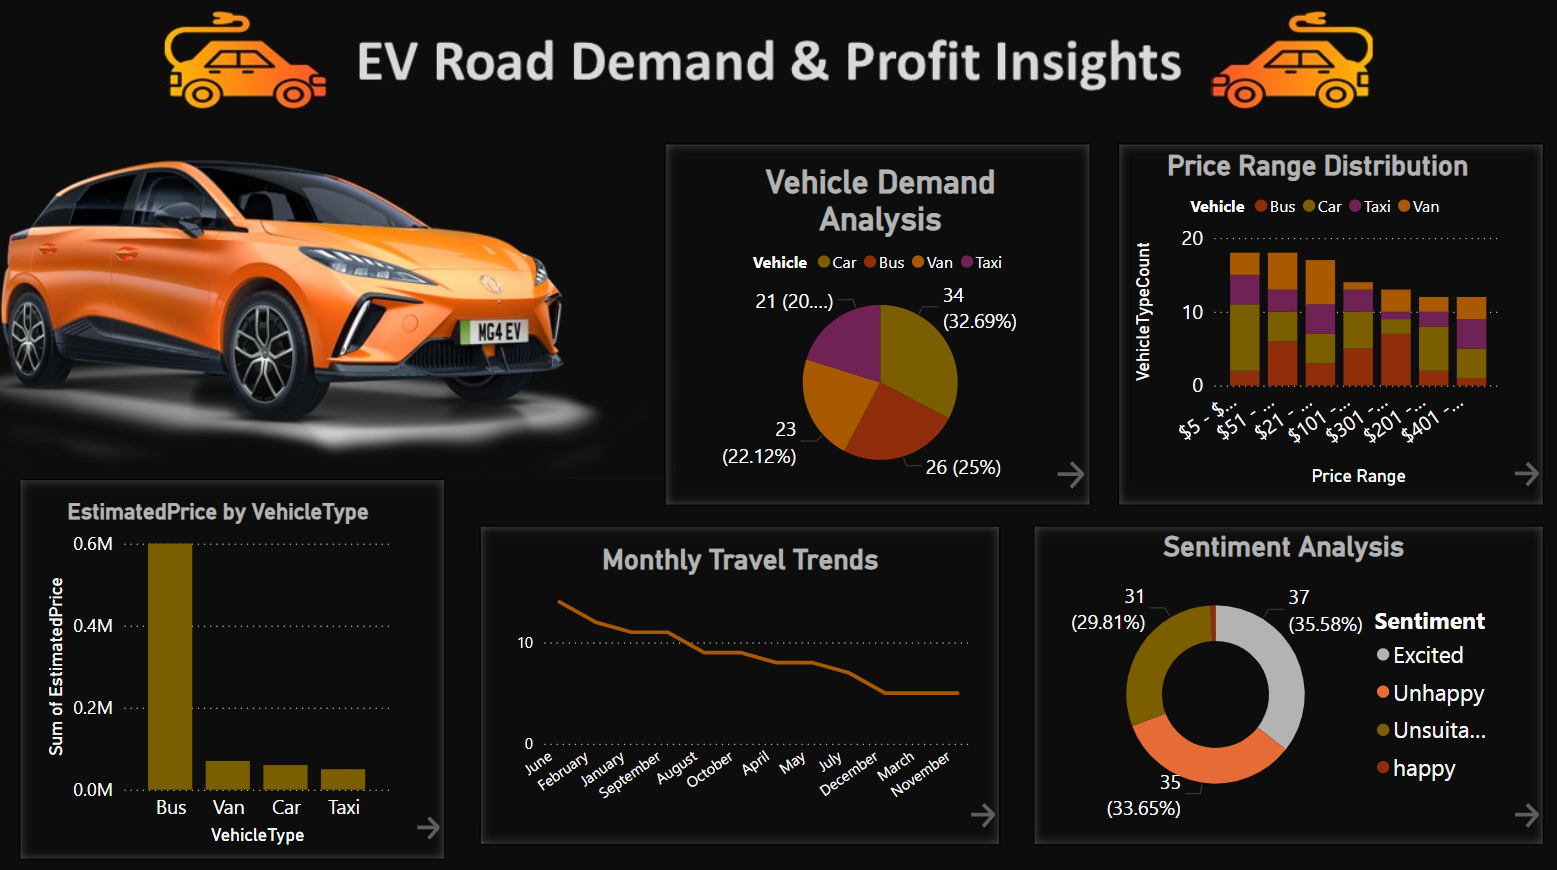 EV Road Demand & Profit Insights
MG4 EV
Vehicle Demand
Analysis
Vehicle Car Bus Van Taxi
21 (20....)
34
(32.69%)
23
(22.12%)
26 (25%)
Price Range Distribution
Vehicle Bus Car Taxi Van
VehicleTypeCount
20
10
0
$5 - $...
$51 - ...
$21 - ...
$101 - ...
$301 - ...
$201 - ...
$401 - ...
Price Range
EstimatedPrice by VehicleType
Sum of EstimatedPrice
0.6M
0.4M
0.2M
0.0M
Bus Van Car Taxi
VehicleType
Monthly Travel Trends
10
0
June
February
January
September
August
October
April
May
July
December
March
November
Sentiment Analysis
31
(29.81%)
37
(35.58%)
35
(33.65%)
Sentiment
Excited
Unhappy
Unsuita...
happy